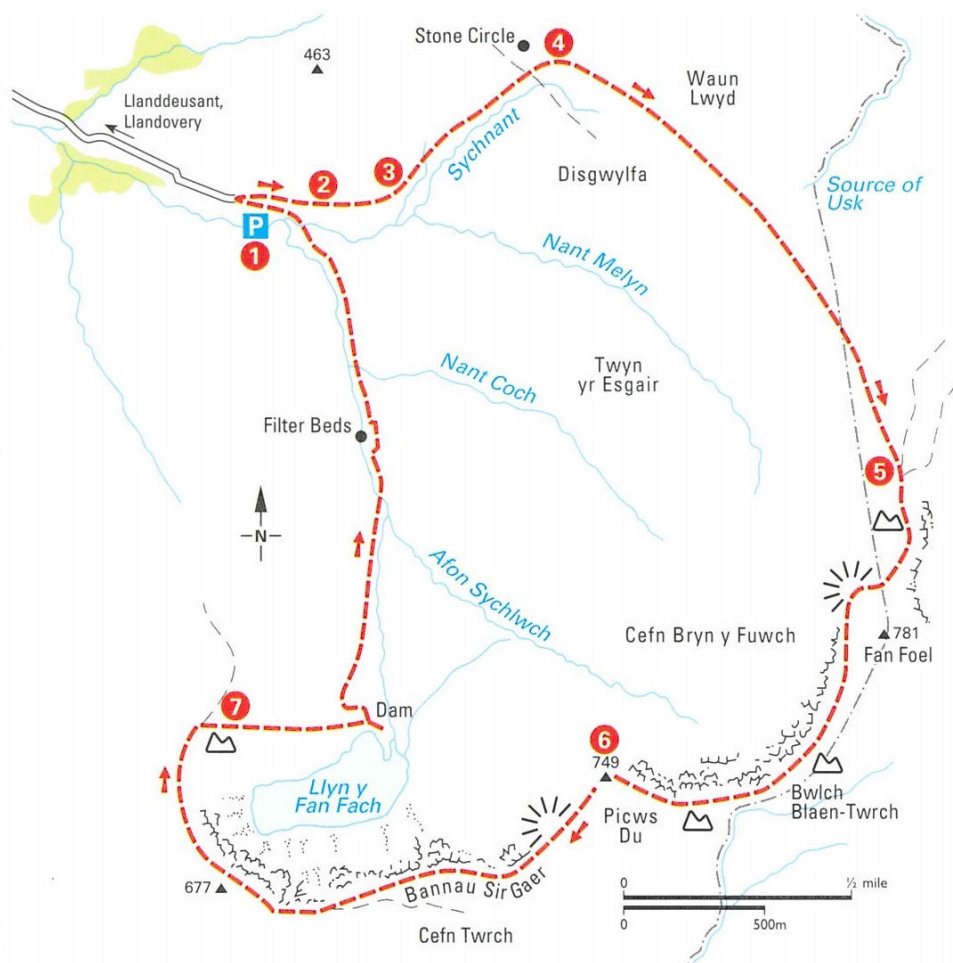 Stone Circle
4
463
Waun
Lwyd
Llanddeusant,
Llandovery
Sychnant
2
3
Disgwylfa
Source of
Usk
P
1
Nant Melyn
Twyn
yr Esgair
Nant Coch
Filter Beds
5
N
Afon Sychlwch
Cefn Bryn y Fuwch
781
Fan Foel
7
Dam
6
749
Llyn y
Fan Fach
Picws
Du
Bwlch
Blaen-Twrch
677
Bannau Sir Gaer
0
½ mile
0
500m
Cefn Twrch